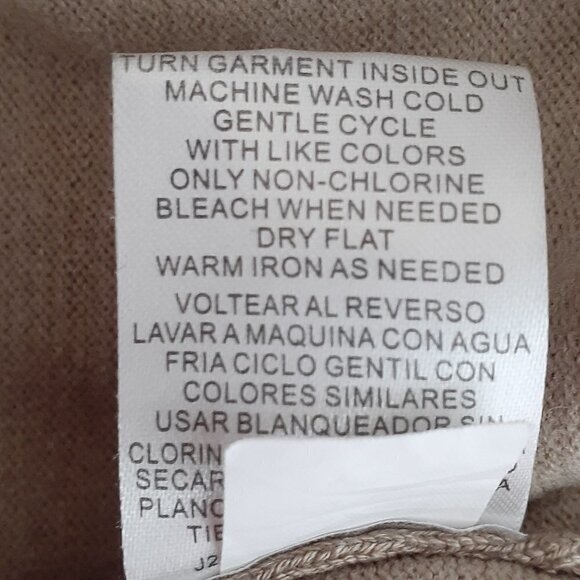 TURN GARMENT INSIDE OUT
MACHINE WASH COLD
GENTLE CYCLE
WITH LIKE COLORS
ONLY NON-CHLORINE
BLEACH WHEN NEEDED
DRY FLAT
WARM IRON AS NEEDED
VOLTEAR AL REVERSO
LAVAR A MAQUINA CON AGUA
FRIA CICLO GENTIL CON
COLORES SIMILARES
USAR BLANQUEADOR SIN